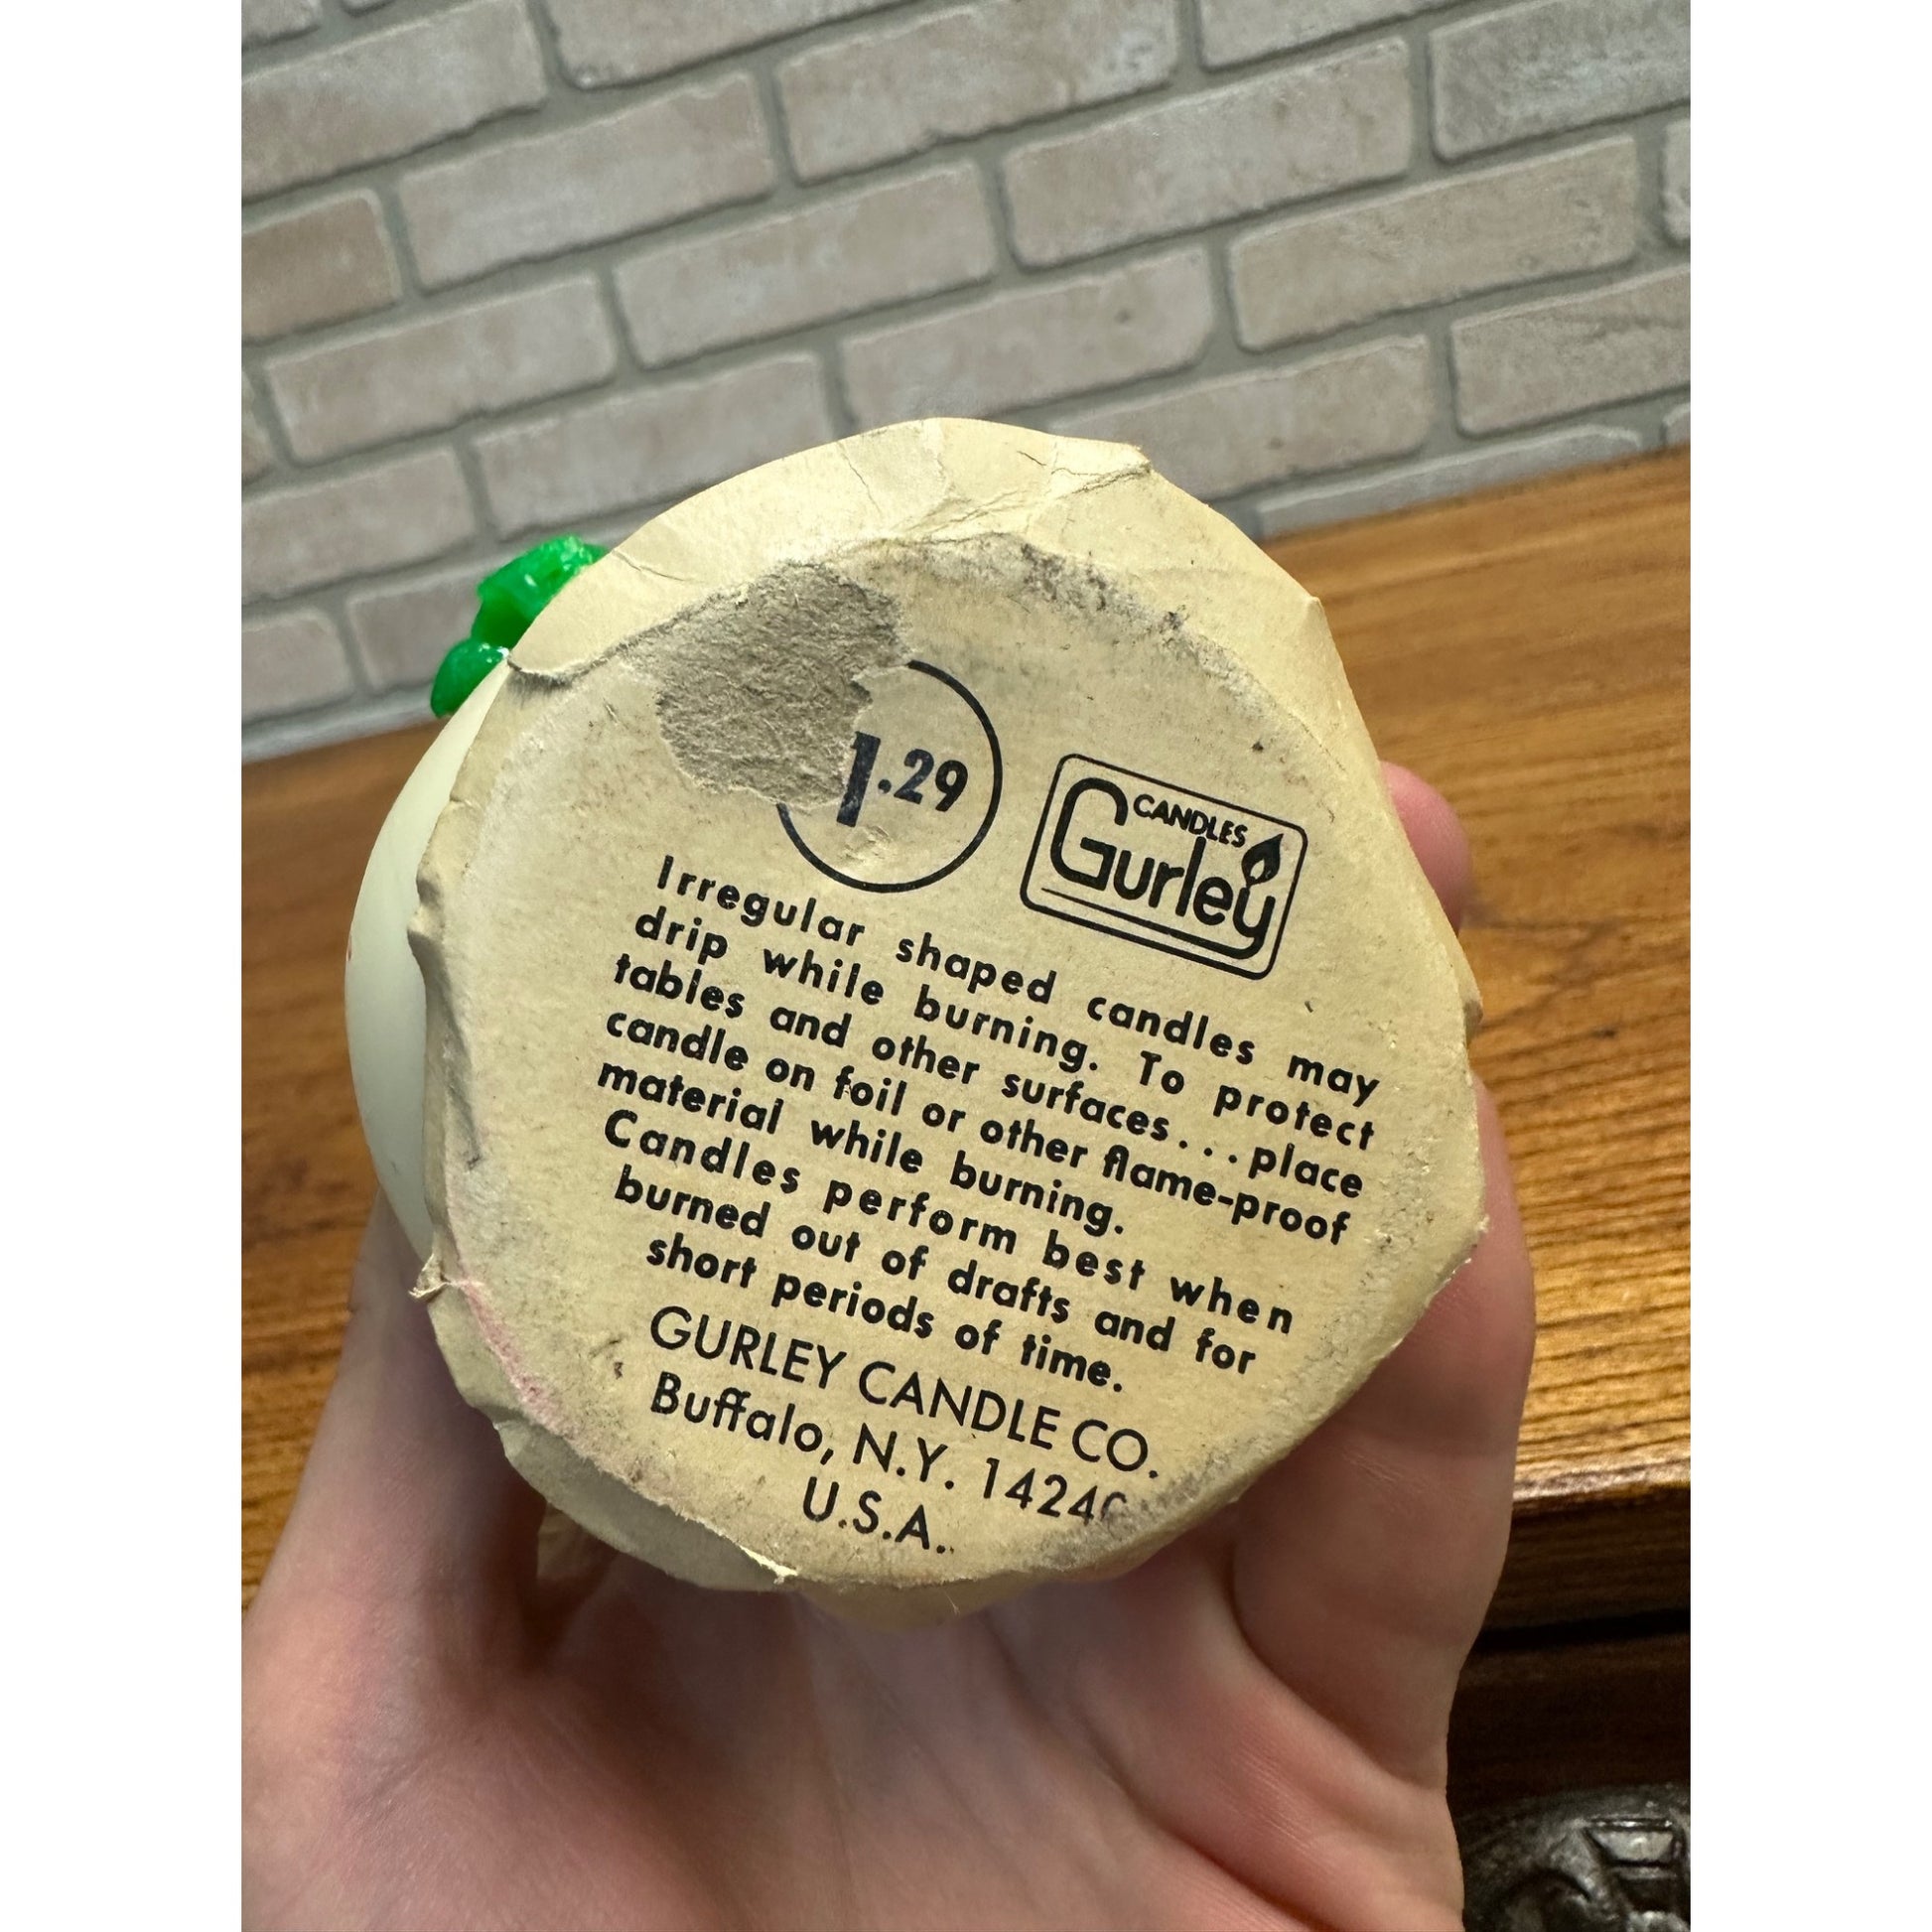 1.29
CANDLES
Gurley
Irregular shaped candles may
drip while burning. To protect
tables and other surfaces...place
candle on foil or other flame-proof
material while burning.
Candles perform best when
burned out of drafts and for
short periods of time.
GURLEY CANDLE CO.
Buffalo, N.Y. 14240
U.S.A.